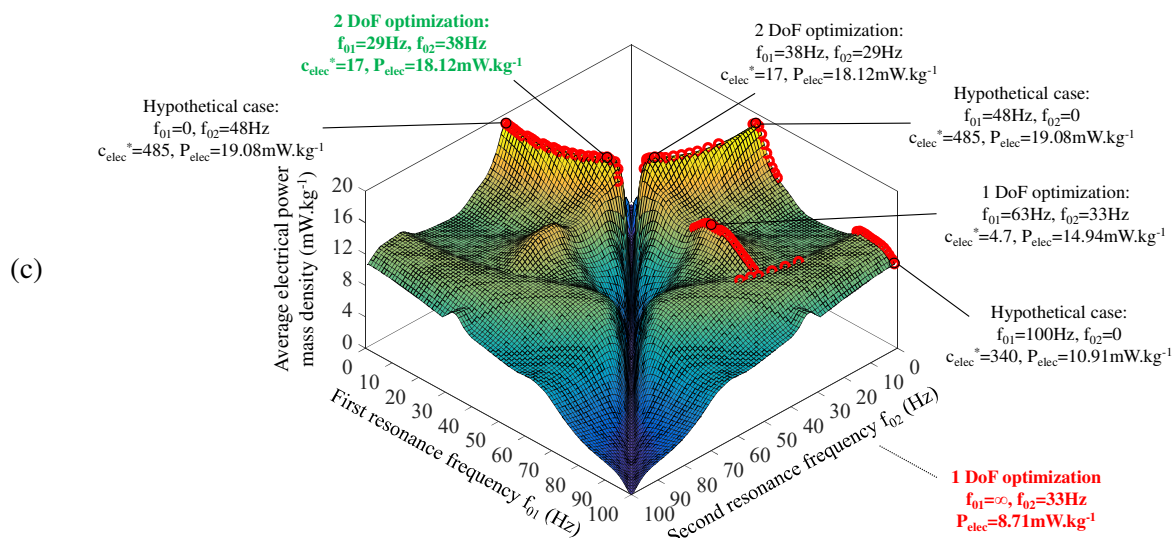 2 DoF optimization:
f01=29Hz, f02=38Hz
celec*=17, Pelec=18.12mW.kg-1
2 DoF optimization:
f01=38Hz, f02=29Hz
celec*=17, Pelec=18.12mW.kg-1
Hypothetical case:
f01=0, f02=48Hz
celec*=485, Pelec=19.08mW.kg-1
Hypothetical case:
f01=48Hz, f02=0
celec*=485, Pelec=19.08mW.kg-1
1 DoF optimization:
f01=63Hz, f02=33Hz
celec*=4.7, Pelec=14.94mW.kg-1
Hypothetical case:
f01=100Hz, f02=0
celec*=340, Pelec=10.91mW.kg-1
1 DoF optimization
f01=∞, f02=33Hz
Pelec=8.71mW.kg-1
(c)
Average electrical power
mass density (mW.kg-1)
20
16
12
8
4
0
0
10
20
30
40
50
60
70
80
90
100
First resonance frequency f01 (Hz)
100
90
80
70
60
50
40
30
20
10
0
Second resonance frequency f02 (Hz)